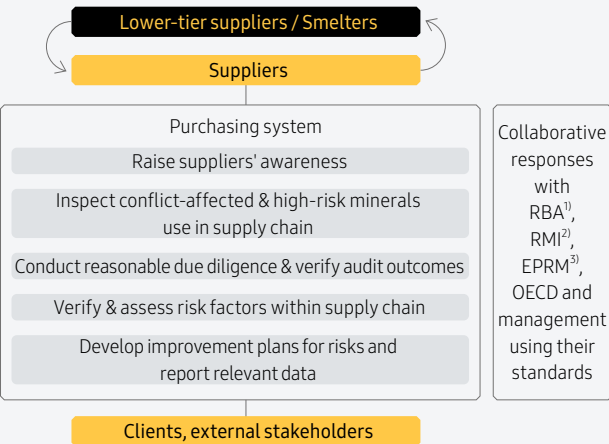 Lower-tier suppliers / Smelters
Suppliers
Purchasing system
Raise suppliers' awareness
Inspect conflict-affected & high-risk minerals
use in supply chain
Conduct reasonable due diligence & verify audit outcomes
Verify & assess risk factors within supply chain
Develop improvement plans for risks and
report relevant data
Collaborative
responses
with
RBA1),
RMI2),
EPRM3),
OECD and
management
using their
standards
Clients, external stakeholders